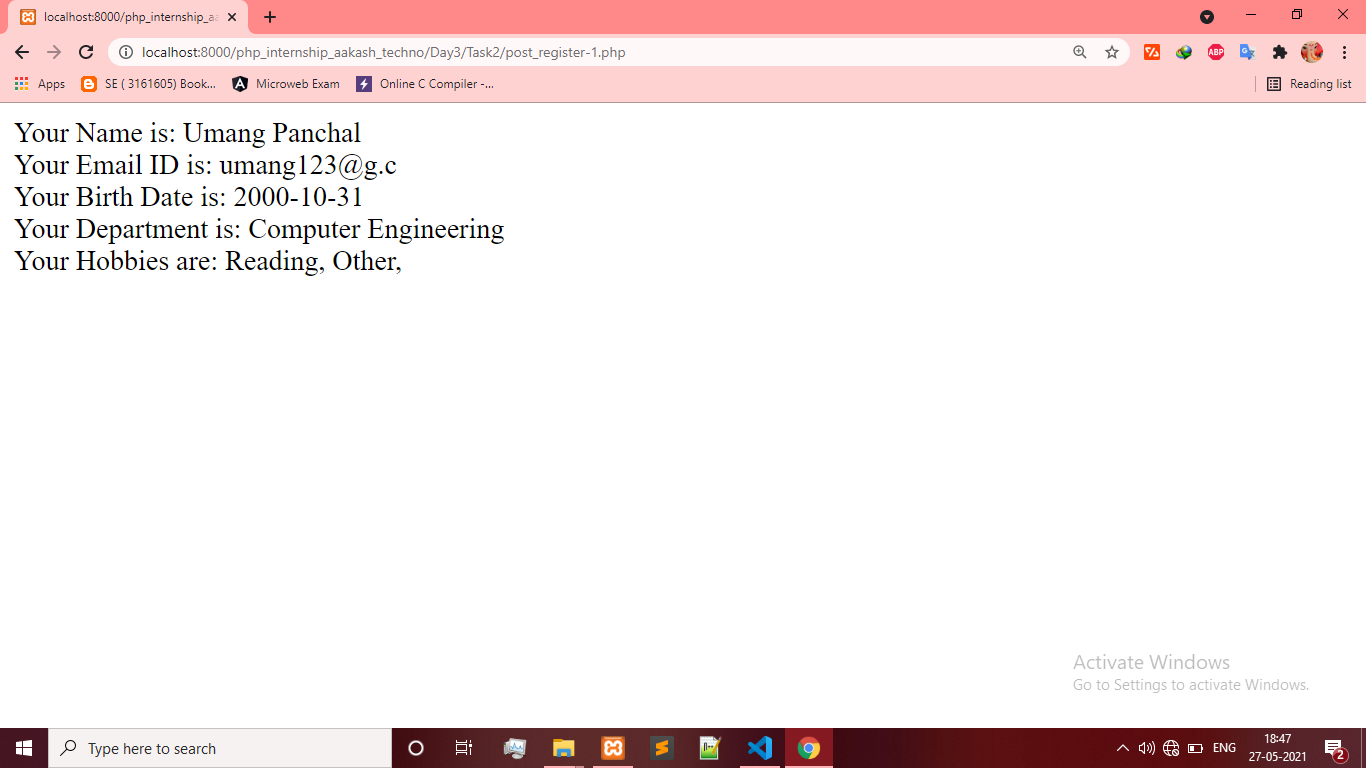 localhost:8000/php_internship_aa
localhost:8000/php_internship_aakash_techno/Day3/Task2/post_register-1.php
ABP
Apps
SE ( 3161605) Book...
Microweb Exam
Online C Compiler -...
Reading list
Your Name is: Umang Panchal
Your Email ID is: umang123@g.c
Your Birth Date is: 2000-10-31
Your Department is: Computer Engineering
Your Hobbies are: Reading, Other,
Activate Windows
Go to Settings to activate Windows.
Type here to search
ENG
18:47
27-05-2021
2